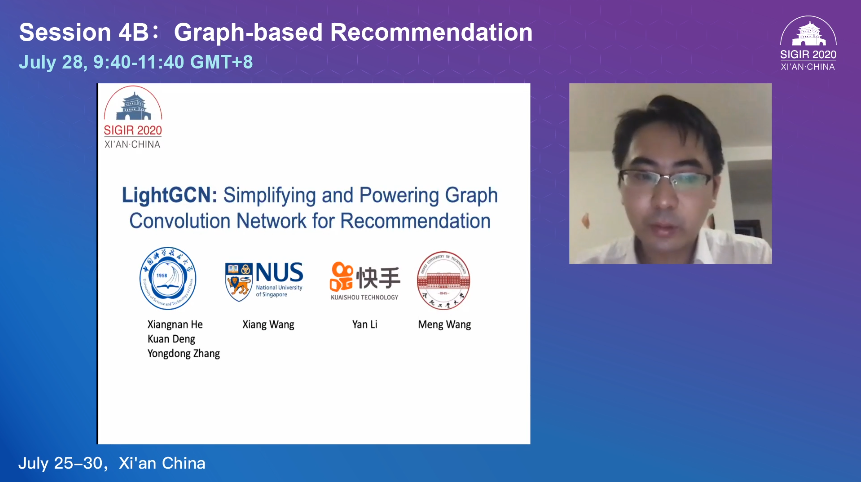 Session 4B：Graph-based Recommendation
July 28, 9:40-11:40 GMT+8
SIGIR 2020
XI'AN·CHINA
SIGIR 2020
XI'AN·CHINA
LightGCN: Simplifying and Powering Graph
Convolution Network for Recommendation
1958
NUS
National University
of Singapore
快手
KUAISHOU TECHNOLOGY
Xiangnan He
Kuan Deng
Yongdong Zhang
Xiang Wang
Yan Li
Meng Wang
July 25–30，Xi'an China